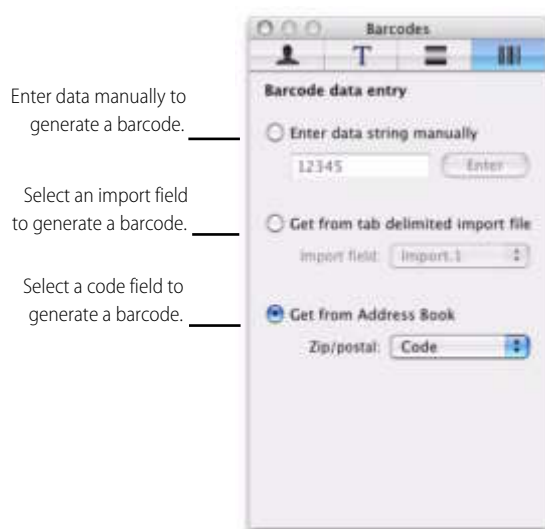 Barcodes
T
Barcode data entry
Enter data manually to
generate a barcode.
Enter data string manually
12345 Enter
Select an import field
to generate a barcode.
Get from tab delimited import file
Import field: Import.1
Select a code field to
generate a barcode.
Get from Address Book
Zip/postal: Code